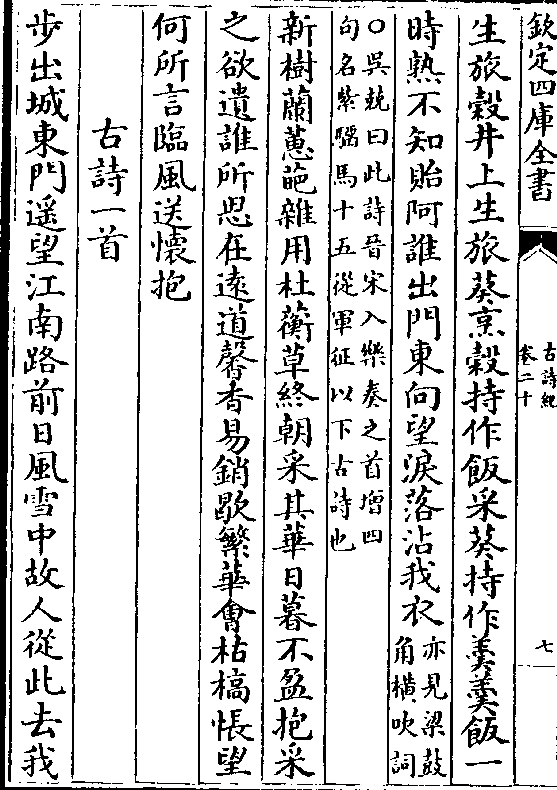 欽定四庫全書
古詩紀
卷二十
七
生旅穀井上生旅葵烹穀持作飯采葵持作羮羮飯一
時熟不知貽阿誰出門東向望淚落沾我衣
亦見梁鼓
角橫吹詞
○吳兢曰此詩晉宋入樂奏之首增四
句名紫騮馬十五從軍征以下古詩也
新樹蘭蕙葩雜用杜蘅草終朝采其華日暮不盈抱采
之欲遺誰所思在逺道馨香易銷歇繁華㑹枯槁悵望
何所言臨風送懷抱
古詩一首
步出城東門遥望江南路前日風雪中故人從此去我